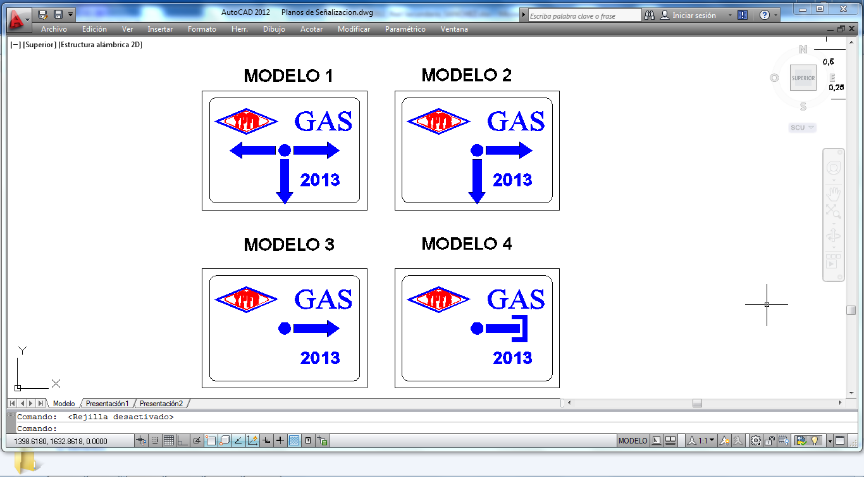 AutoCAD 2012 Planos de Señalizacion.dwg
Escriba palabra clave o frase
Iniciar sesión
Archivo Edición Ver Insertar Formato Herr. Dibujo Acotar Modificar Paramétrico Ventana
[−] [Superior] [Estructura alámbrica 2D]
MODELO 1
YPFB GAS
2013
MODELO 2
YPFB GAS
2013
MODELO 3
YPFB GAS
2013
MODELO 4
YPFB GAS
2013
N
O SUPERIOR E
S
SCU
0,5
0,25
Y
X
Modelo Presentación1 Presentación2
Comando: <Rejilla desactivado>
Comando:
1398.6180, 1632.8618, 0.0000
MODELO
1:1